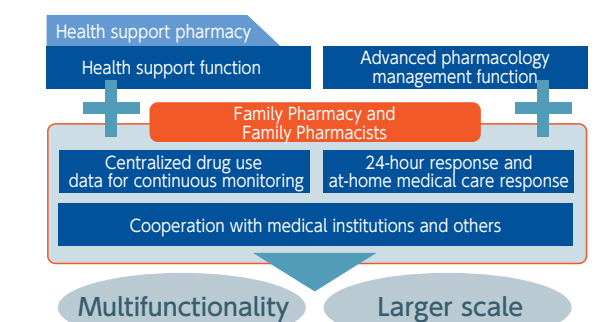 Health support pharmacy
Health support function
Advanced pharmacology
management function
Family Pharmacy and
Family Pharmacists
Centralized drug use
data for continuous monitoring
24-hour response and
at-home medical care response
Cooperation with medical institutions and others
Multifunctionality
Larger scale